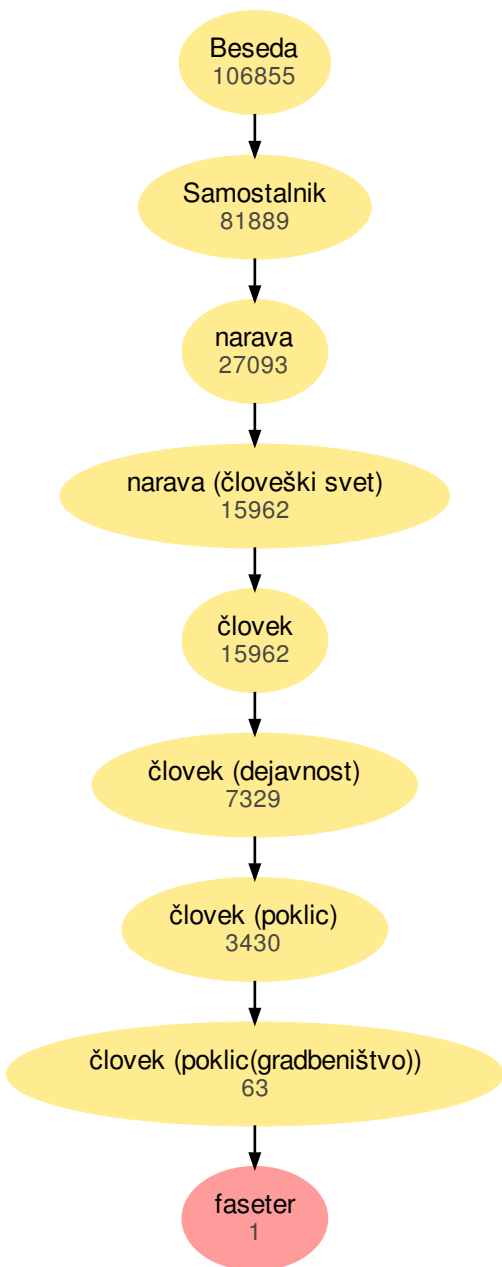 Beseda
106855
Samostalnik
81889
narava
27093
narava (človeški svet)
15962
človek
15962
človek (dejavnost)
7329
človek (poklic)
3430
človek (poklic(gradbeništvo))
63
faseter
1